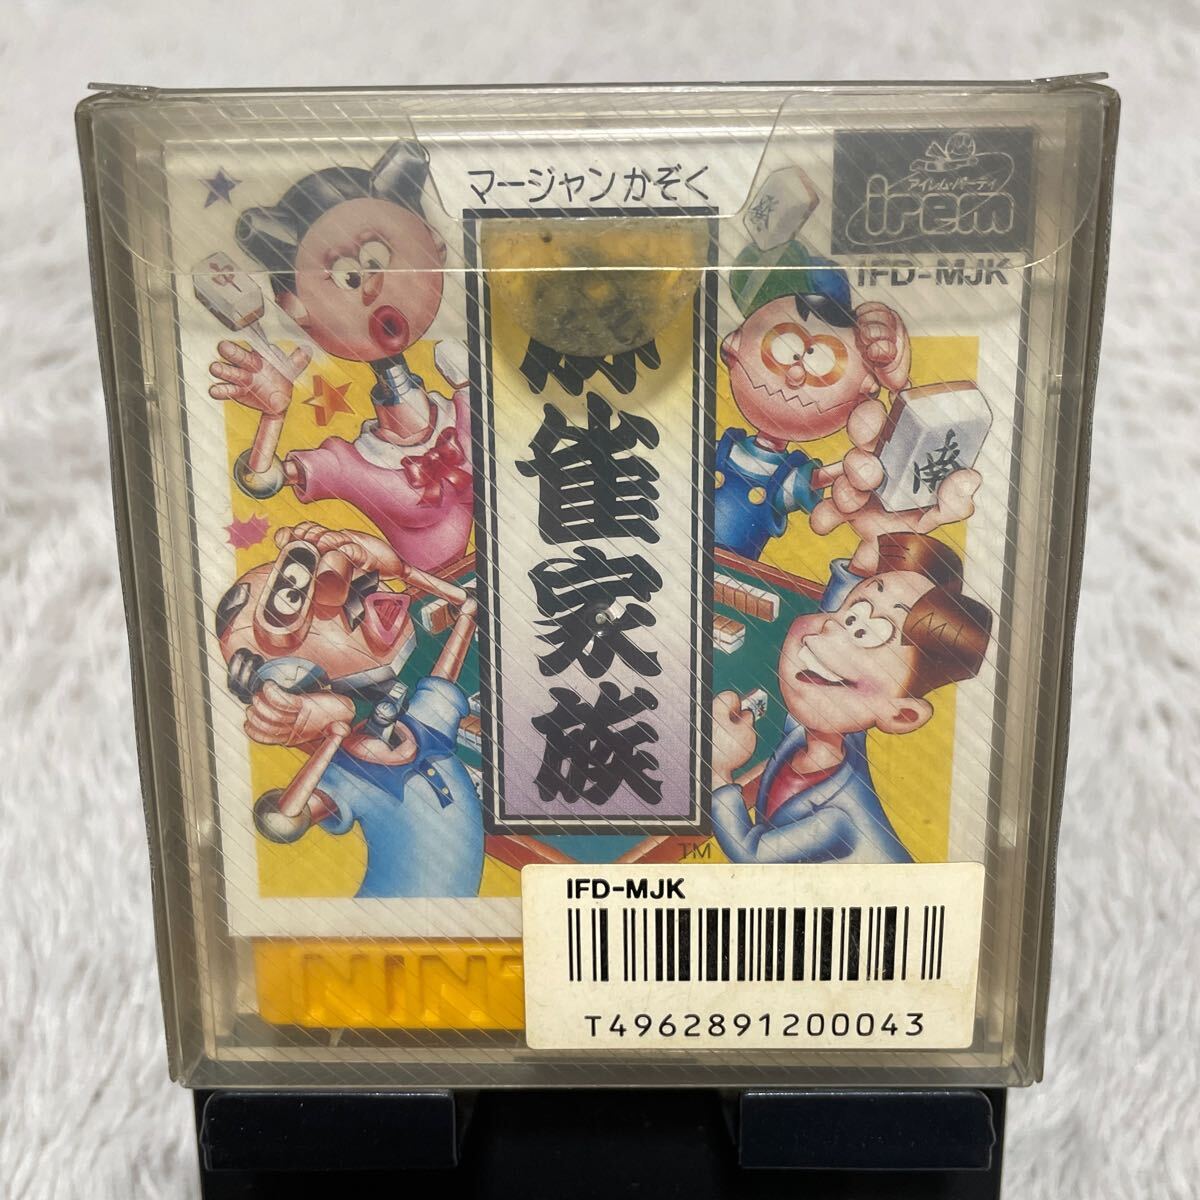 マージャンかぞく
アイレム・パーティ
irem
IFD-MJK
發
南
雀家族
TM
IFD-MJK
T4962891200043